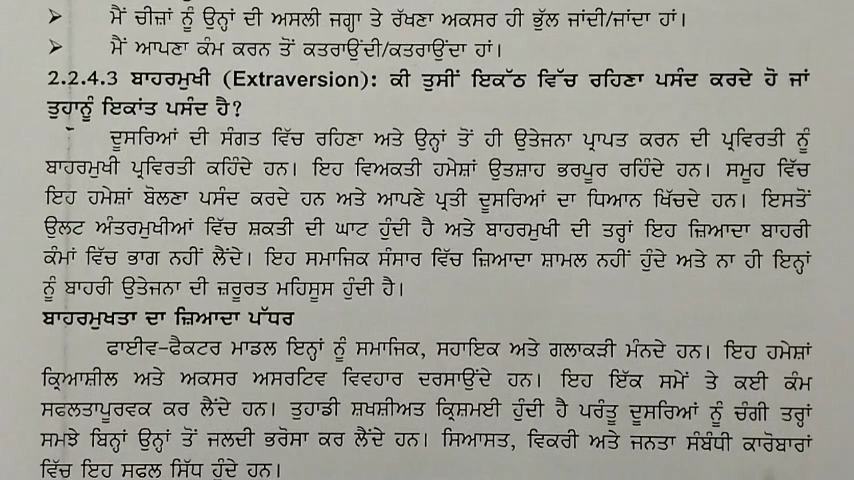 ➢ ਮੈਂ ਚੀਜ਼ਾਂ ਨੂੰ ਉਨ੍ਹਾਂ ਦੀ ਅਸਲੀ ਜਗ੍ਹਾ ਤੇ ਰੱਖਣਾ ਅਕਸਰ ਹੀ ਭੁੱਲ ਜਾਂਦੀ/ਜਾਂਦਾ ਹਾਂ।
➢ ਮੈਂ ਆਪਣਾ ਕੰਮ ਕਰਨ ਤੋਂ ਕਤਰਾਉਂਦੀ/ਕਤਰਾਉਂਦਾ ਹਾਂ।
2.2.4.3 ਬਾਹਰਮੁਖੀ (Extraversion): ਕੀ ਤੁਸੀਂ ਇਕੱਠ ਵਿੱਚ ਰਹਿਣਾ ਪਸੰਦ ਕਰਦੇ ਹੋ ਜਾਂ
ਤੁਹਾਨੂੰ ਇਕਾਂਤ ਪਸੰਦ ਹੈ?
ਦੂਸਰਿਆਂ ਦੀ ਸੰਗਤ ਵਿੱਚ ਰਹਿਣਾ ਅਤੇ ਉਨ੍ਹਾਂ ਤੋਂ ਹੀ ਉਤੇਜਨਾ ਪ੍ਰਾਪਤ ਕਰਨ ਦੀ ਪ੍ਰਵਿਰਤੀ ਨੂੰ
ਬਾਹਰਮੁਖੀ ਪ੍ਰਵਿਰਤੀ ਕਹਿੰਦੇ ਹਨ। ਇਹ ਵਿਅਕਤੀ ਹਮੇਸ਼ਾਂ ਉਤਸ਼ਾਹ ਭਰਪੂਰ ਰਹਿੰਦੇ ਹਨ। ਸਮੂਹ ਵਿੱਚ
ਇਹ ਹਮੇਸ਼ਾਂ ਬੋਲਣਾ ਪਸੰਦ ਕਰਦੇ ਹਨ ਅਤੇ ਆਪਣੇ ਪ੍ਰਤੀ ਦੂਸਰਿਆਂ ਦਾ ਧਿਆਨ ਖਿੱਚਦੇ ਹਨ। ਇਸਤੋਂ
ਉਲਟ ਅੰਤਰਮੁਖੀਆਂ ਵਿੱਚ ਸ਼ਕਤੀ ਦੀ ਘਾਟ ਹੁੰਦੀ ਹੈ ਅਤੇ ਬਾਹਰਮੁਖੀ ਦੀ ਤਰ੍ਹਾਂ ਇਹ ਜ਼ਿਆਦਾ ਬਾਹਰੀ
ਕੰਮਾਂ ਵਿੱਚ ਭਾਗ ਨਹੀਂ ਲੈਂਦੇ। ਇਹ ਸਮਾਜਿਕ ਸੰਸਾਰ ਵਿੱਚ ਜ਼ਿਆਦਾ ਸ਼ਾਮਲ ਨਹੀਂ ਹੁੰਦੇ ਅਤੇ ਨਾ ਹੀ ਇਨ੍ਹਾਂ
ਨੂੰ ਬਾਹਰੀ ਉਤੇਜਨਾ ਦੀ ਜ਼ਰੂਰਤ ਮਹਿਸੂਸ ਹੁੰਦੀ ਹੈ।
ਬਾਹਰਮੁਖਤਾ ਦਾ ਜ਼ਿਆਦਾ ਪੱਧਰ
ਫਾਈਵ-ਫੈਕਟਰ ਮਾਡਲ ਇਨ੍ਹਾਂ ਨੂੰ ਸਮਾਜਿਕ, ਸਹਾਇਕ ਅਤੇ ਗਲਾਕੜੀ ਮੰਨਦੇ ਹਨ। ਇਹ ਹਮੇਸ਼ਾਂ
ਕ੍ਰਿਆਸ਼ੀਲ ਅਤੇ ਅਕਸਰ ਅਸਰਟਿਵ ਵਿਵਹਾਰ ਦਰਸਾਉਂਦੇ ਹਨ। ਇਹ ਇੱਕ ਸਮੇਂ ਤੇ ਕਈ ਕੰਮ
ਸਫਲਤਾਪੂਰਵਕ ਕਰ ਲੈਂਦੇ ਹਨ। ਤੁਹਾਡੀ ਸ਼ਖਸ਼ੀਅਤ ਕ੍ਰਿਸ਼ਮਈ ਹੁੰਦੀ ਹੈ ਪਰੰਤੂ ਦੂਸਰਿਆਂ ਨੂੰ ਚੰਗੀ ਤਰ੍ਹਾਂ
ਸਮਝੇ ਬਿਨ੍ਹਾਂ ਉਨ੍ਹਾਂ ਤੋਂ ਜਲਦੀ ਭਰੋਸਾ ਕਰ ਲੈਂਦੇ ਹਨ। ਸਿਆਸਤ, ਵਿਕਰੀ ਅਤੇ ਜਨਤਾ ਸੰਬੰਧੀ ਕਾਰੋਬਾਰਾਂ
ਵਿੱਚ ਇਹ ਸਫਲ ਸਿੱਧ ਹੁੰਦੇ ਹਨ।